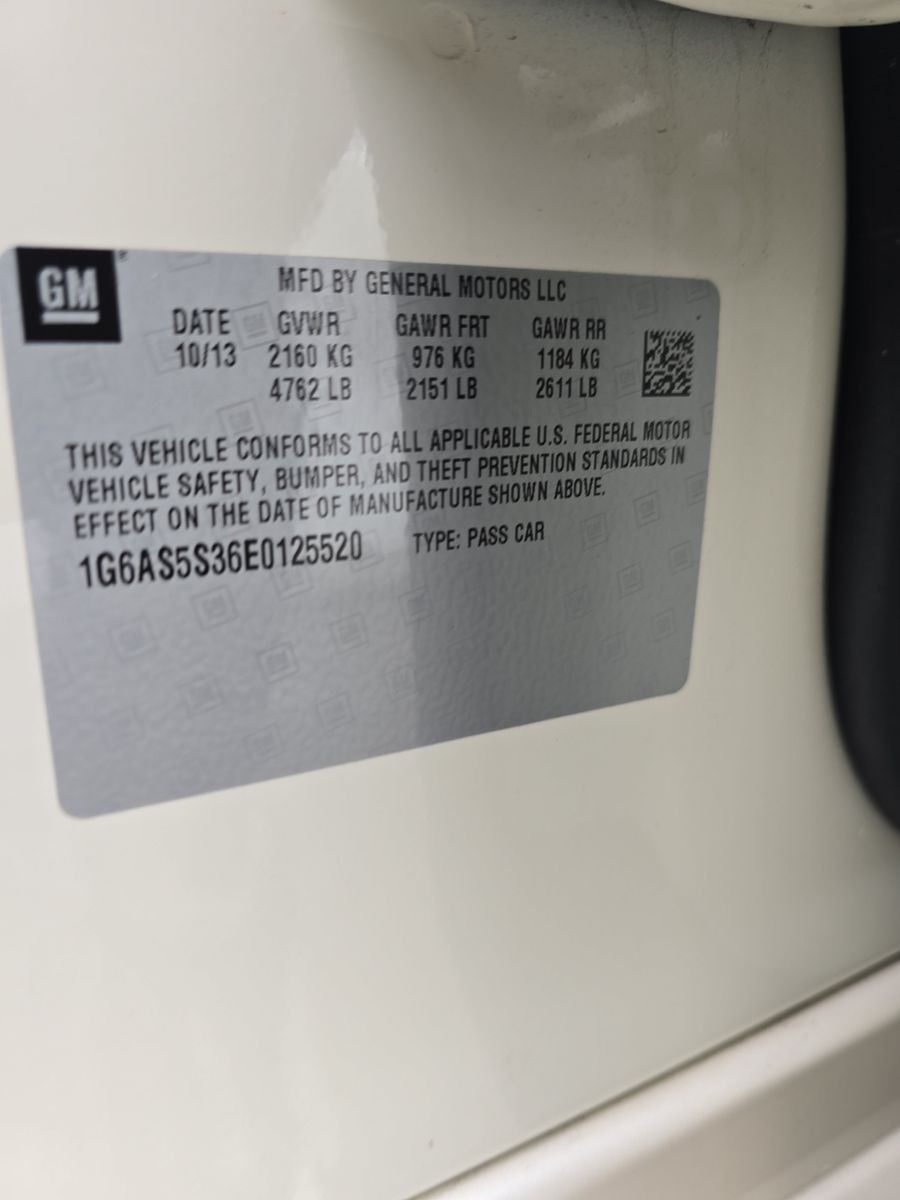 GM
MFD BY GENERAL MOTORS LLC
DATE GVWR GAWR FRT GAWR RR
10/13 2160 KG 976 KG 1184 KG
4762 LB 2151 LB 2611 LB
THIS VEHICLE CONFORMS TO ALL APPLICABLE U.S. FEDERAL MOTOR
VEHICLE SAFETY, BUMPER, AND THEFT PREVENTION STANDARDS IN
EFFECT ON THE DATE OF MANUFACTURE SHOWN ABOVE.
1G6AS5S36E0125520 TYPE: PASS CAR